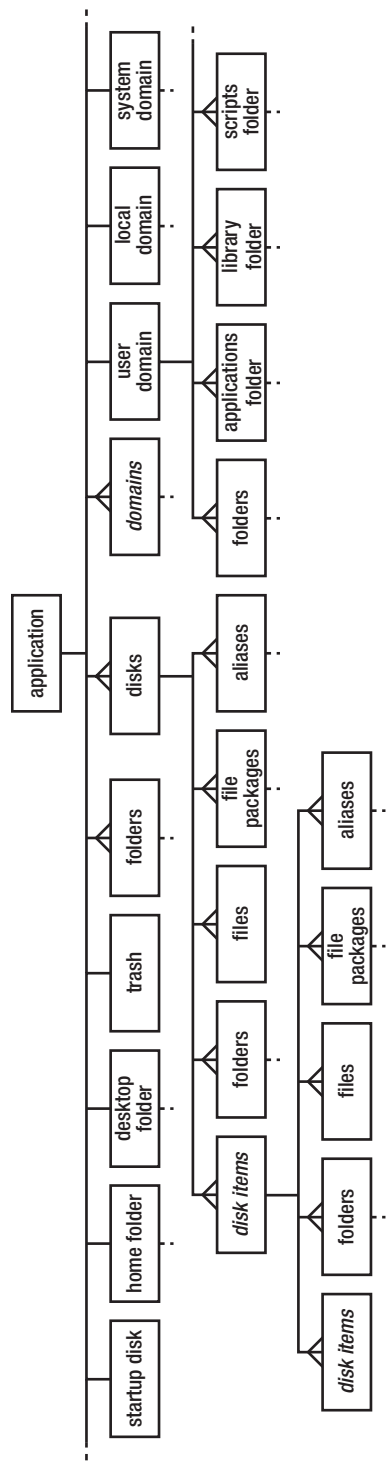 application
startup disk
home folder
desktop
folder
trash
folders
disks
domains
user
domain
local
domain
system
domain
disk items
folders
files
file
packages
aliases
folders
applications
folder
library
folder
scripts
folder
disk items
folders
files
file
packages
aliases